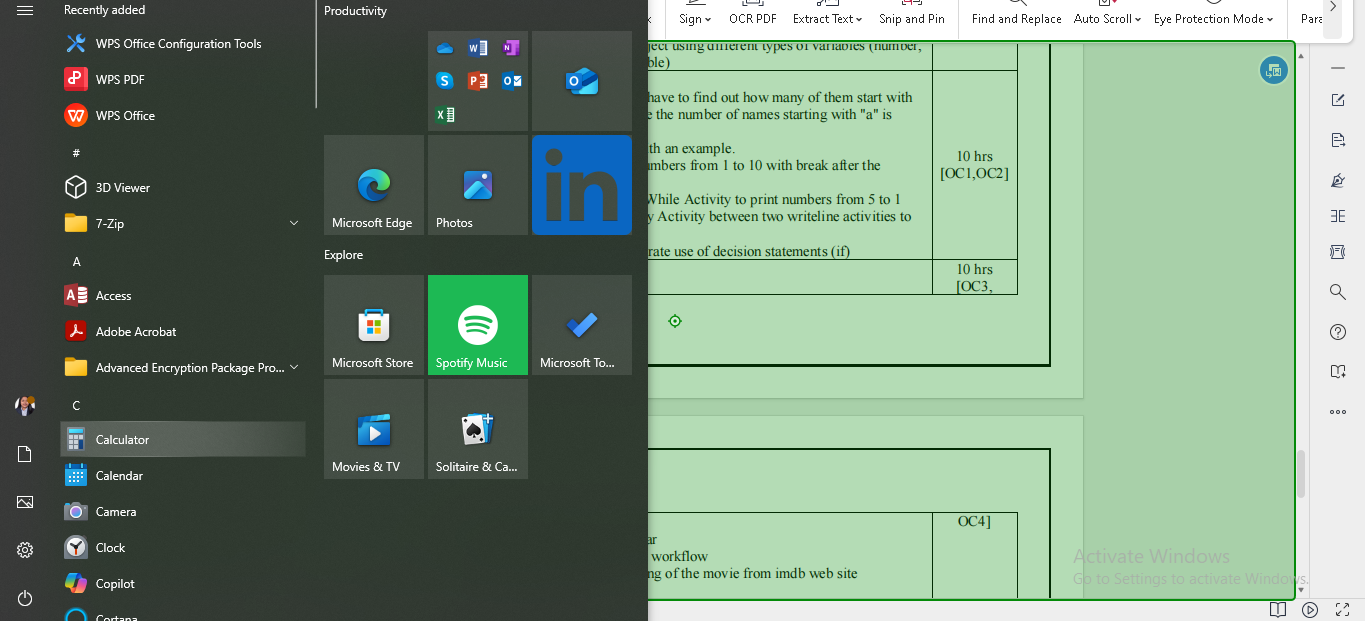 Recently added
WPS Office Configuration Tools
WPS PDF
WPS Office
#
3D Viewer
7-Zip
A
Access
Adobe Acrobat
Advanced Encryption Package Pro...
C
Calculator
Calendar
Camera
Clock
Copilot
Cortana
Productivity
Microsoft Edge
Photos
in
Explore
Microsoft Store
Spotify Music
Microsoft To...
Movies & TV
Solitaire & Ca...
Sign
OCR PDF
Extract Text
Snip and Pin
Find and Replace
Auto Scroll
Eye Protection Mode
Para
ject using different types of variables (number,
ble)
have to find out how many of them start with
e the number of names starting with "a" is
th an example.
umbers from 1 to 10 with break after the
While Activity to print numbers from 5 to 1
y Activity between two writeline activities to
rate use of decision statements (if)
10 hrs
[OC1,OC2]
10 hrs
[OC3,
OC4]
ar
workflow
ng of the movie from imdb web site
Activate Windows
Go to Settings to activate Windows.